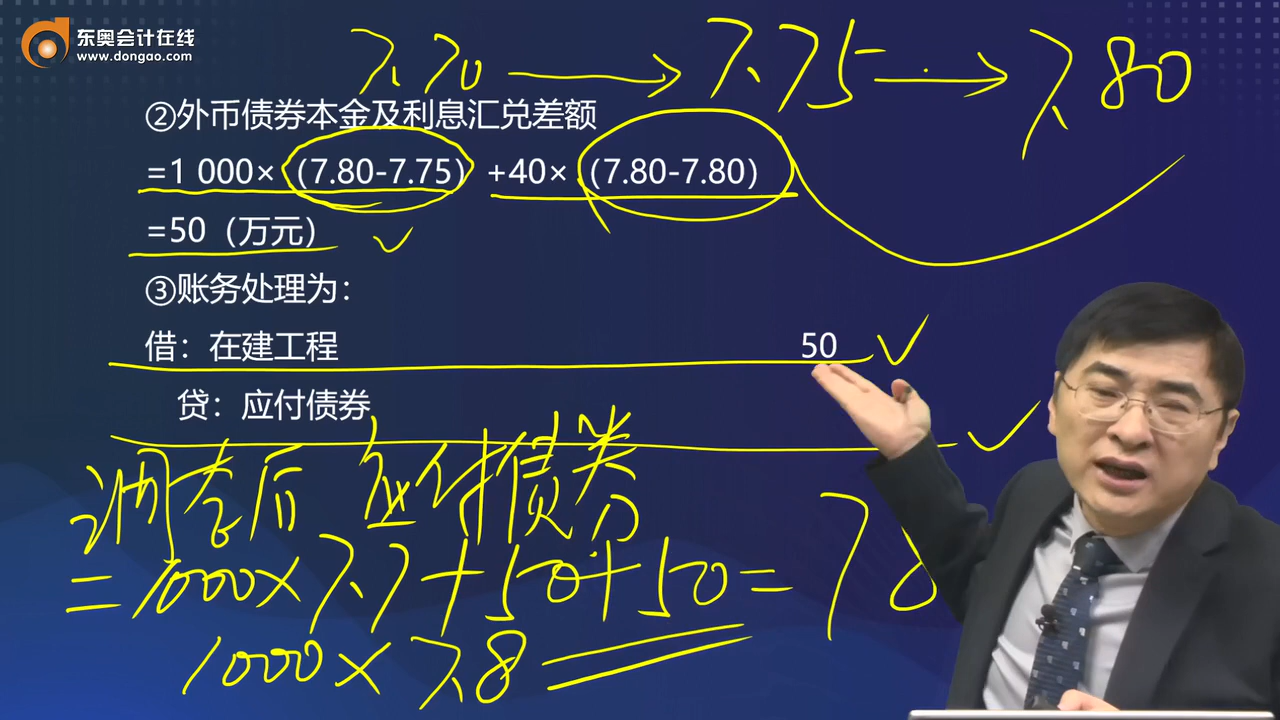 东奥会计在线
www.dongao.com
7.70 → 7.75 → 7.80
②外币债券本金及利息汇兑差额
=1 000×（7.80-7.75）+40×（7.80-7.80）
=50（万元）
③账务处理为：
借：在建工程 50
贷：应付债券
调整后 应付债券
=1000×7.7+50+50=78
1000×7.8